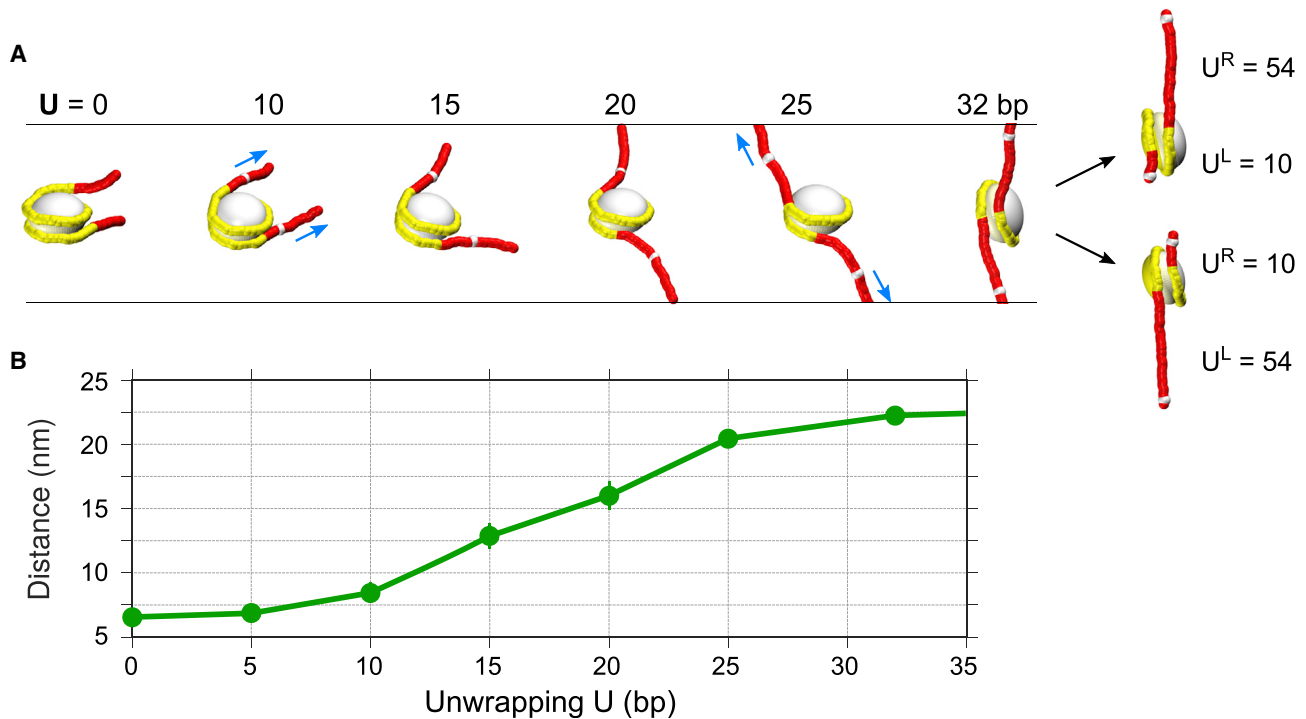 A
U = 0 10 15 20 25 32 bp
U^R = 54
U^L = 10
U^R = 10
U^L = 54
B
Distance (nm)
25
20
15
10
5
0 5 10 15 20 25 30 35
Unwrapping U (bp)